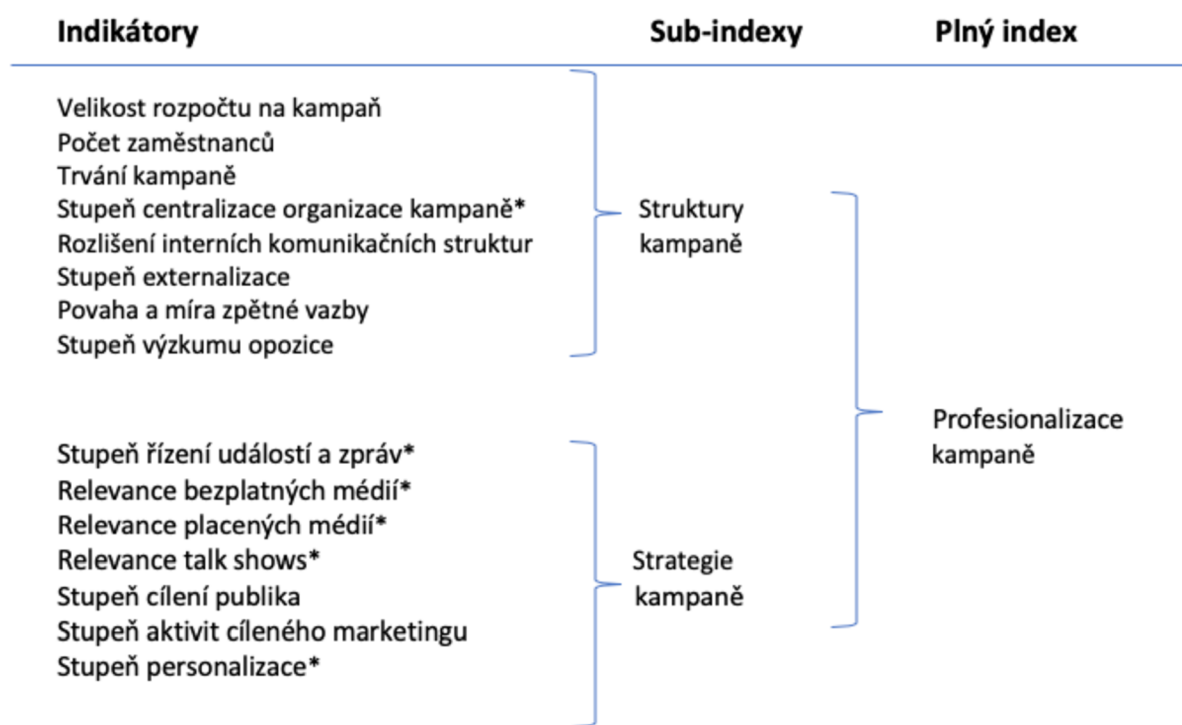 Indikátory
Sub-indexy
Plný index
Velikost rozpočtu na kampaň
Počet zaměstnanců
Trvání kampaně
Stupeň centralizace organizace kampaně*
Rozlišení interních komunikačních struktur
Stupeň externalizace
Povaha a míra zpětné vazby
Stupeň výzkumu opozice
Struktury
kampaně
Stupeň řízení událostí a zpráv*
Relevance bezplatných médií*
Relevance placených médií*
Relevance talk shows*
Stupeň cílení publika
Stupeň aktivit cíleného marketingu
Stupeň personalizace*
Strategie
kampaně
Profesionalizace
kampaně